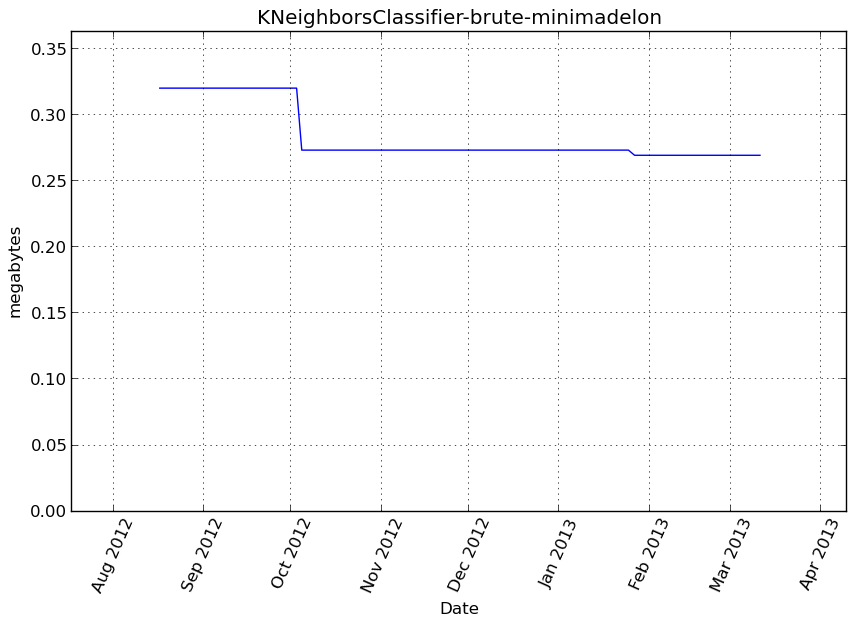 KNeighborsClassifier-brute-minimadelon
0.35
0.30
0.25
0.20
0.15
0.10
0.05
0.00
megabytes
Aug 2012
Sep 2012
Oct 2012
Nov 2012
Dec 2012
Jan 2013
Feb 2013
Mar 2013
Apr 2013
Date